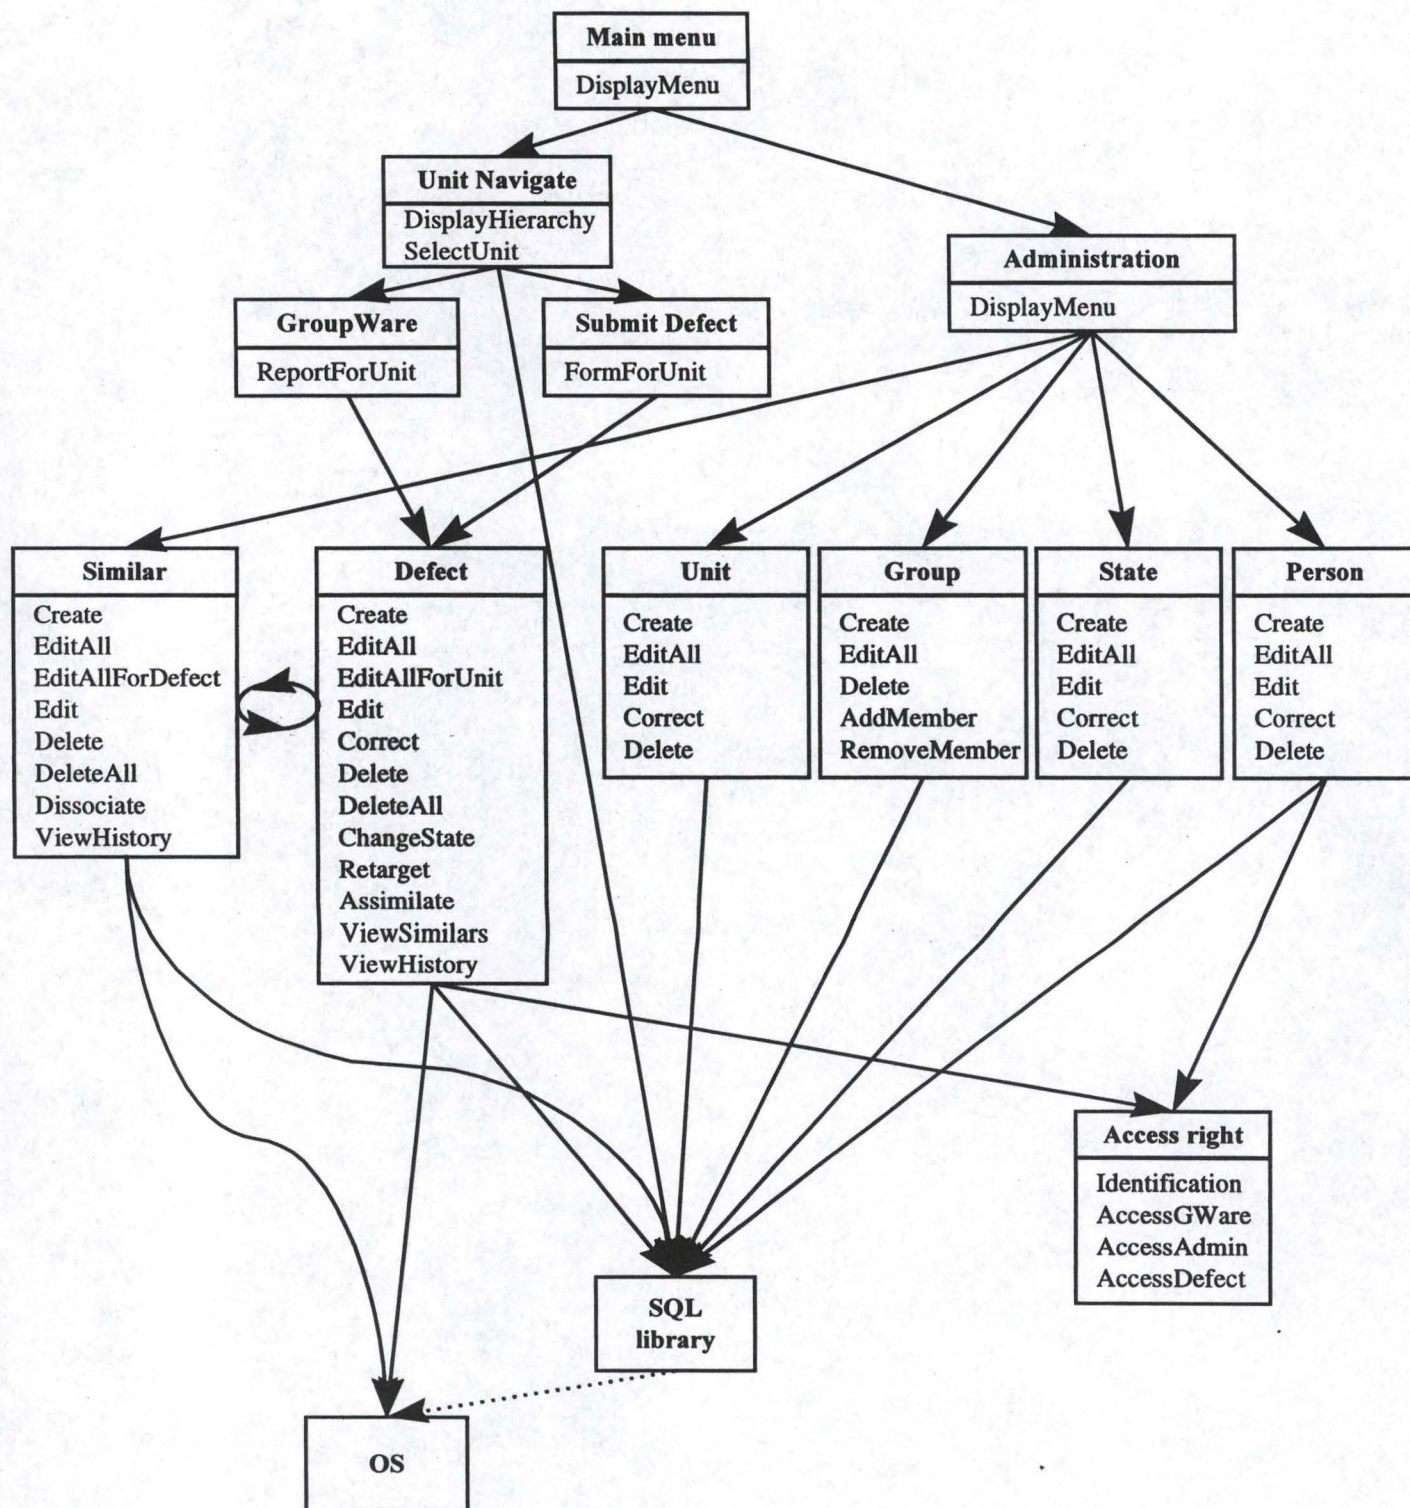 Main menu
DisplayMenu
Unit Navigate
DisplayHierarchy
SelectUnit
Administration
DisplayMenu
GroupWare
ReportForUnit
Submit Defect
FormForUnit
Similar
Create
EditAll
EditAllForDefect
Edit
Delete
DeleteAll
Dissociate
ViewHistory
Defect
Create
EditAll
EditAllForUnit
Edit
Correct
Delete
DeleteAll
ChangeState
Retarget
Assimilate
ViewSimilars
ViewHistory
Unit
Create
EditAll
Edit
Correct
Delete
Group
Create
EditAll
Delete
AddMember
RemoveMember
State
Create
EditAll
Edit
Correct
Delete
Person
Create
EditAll
Edit
Correct
Delete
Access right
Identification
AccessGWare
AccessAdmin
AccessDefect
SQL
library
OS